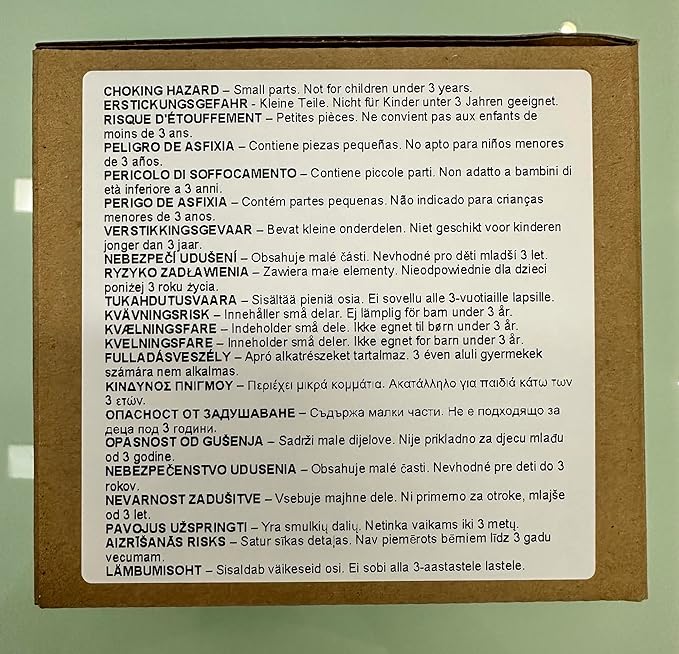 CHOKING HAZARD – Small parts. Not for children under 3 years.
ERSTICKUNGSGEFAHR - Kleine Teile. Nicht für Kinder unter 3 Jahren geeignet.
RISQUE D'ÉTOUFFEMENT – Petites pièces. Ne convient pas aux enfants de
moins de 3 ans.
PELIGRO DE ASFIXIA – Contiene piezas pequeñas. No apto para niños menores
de 3 años.
PERICOLO DI SOFFOCAMENTO – Contiene piccole parti. Non adatto a bambini di
età inferiore a 3 anni.
PERIGO DE ASFIXIA – Contém partes pequenas. Não indicado para crianças
menores de 3 anos.
VERSTIKKINGSGEVAAR – Bevat kleine onderdelen. Niet geschikt voor kinderen
jonger dan 3 jaar.
NEBEZPEČÍ UDUŠENÍ – Obsahuje malé části. Nevhodné pro děti mladší 3 let.
RYZYKO ZADŁAWIENIA – Zawiera małe elementy. Nieodpowiednie dla dzieci
poniżej 3 roku życia.
TUKAHDUTUSVAARA – Sisältää pieniä osia. Ei sovellu alle 3-vuotiaille lapsille.
KVÄVNINGSRISK – Innehåller små delar. Ej lämplig för barn under 3 år.
KVÆLNINGSFARE – Indeholder små dele. Ikke egnet til børn under 3 år.
KVELNINGSFARE – Inneholder små deler. Ikke egnet for barn under 3 år.
FULLADÁSVESZÉLY – Apró alkatrészeket tartalmaz. 3 éven aluli gyermekek
számára nem alkalmas.
ΚΙΝΔΥΝΟΣ ΠΝΙΓΜΟΥ – Περιέχει μικρά κομμάτια. Ακατάλληλο για παιδιά κάτω των
3 ετών.
ОПАСНОСТ ОТ ЗАДУШАВАНЕ – Съдържа малки части. Не е подходящо за
деца под 3 години.
OPASNOST OD GUŠENJA – Sadrži male dijelove. Nije prikladno za djecu mlađu
od 3 godine.
NEBEZPEČENSTVO UDUSENIA – Obsahuje malé časti. Nevhodné pre deti do 3
rokov.
NEVARNOST ZADUŠITVE – Vsebuje majhne dele. Ni primerno za otroke, mlajše
od 3 let.
PAVOJUS UŽSPRINGTI – Yra smulkių dalių. Netinka vaikams iki 3 metų.
AIZRĪŠANĀS RISKS – Satur sīkas detaļas. Nav piemērots bērniem līdz 3 gadu
vecumam.
LÄMBUMISOHT – Sisaldab väikeseid osi. Ei sobi alla 3-aastastele lastele.